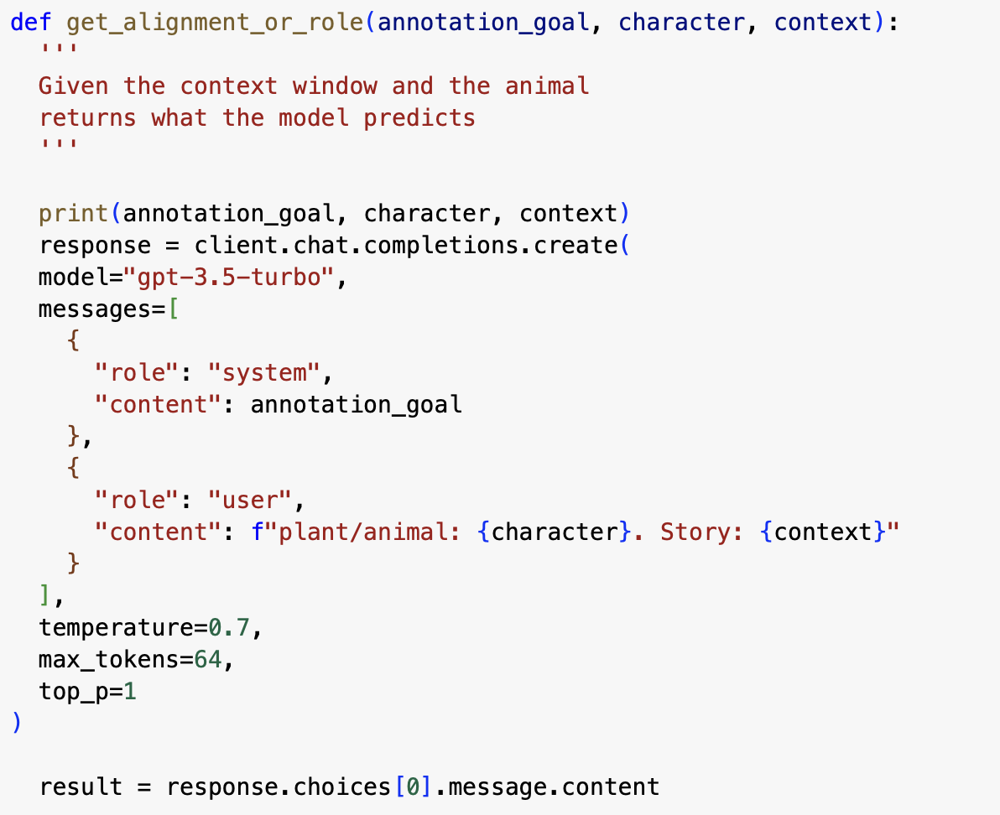 def get_alignment_or_role(annotation_goal, character, context):
  '''
  Given the context window and the animal
  returns what the model predicts
  '''

  print(annotation_goal, character, context)
  response = client.chat.completions.create(
  model="gpt-3.5-turbo",
  messages=[
    {
      "role": "system",
      "content": annotation_goal
    },
    {
      "role": "user",
      "content": f"plant/animal: {character}. Story: {context}"
    }
  ],
  temperature=0.7,
  max_tokens=64,
  top_p=1
)

  result = response.choices[0].message.content